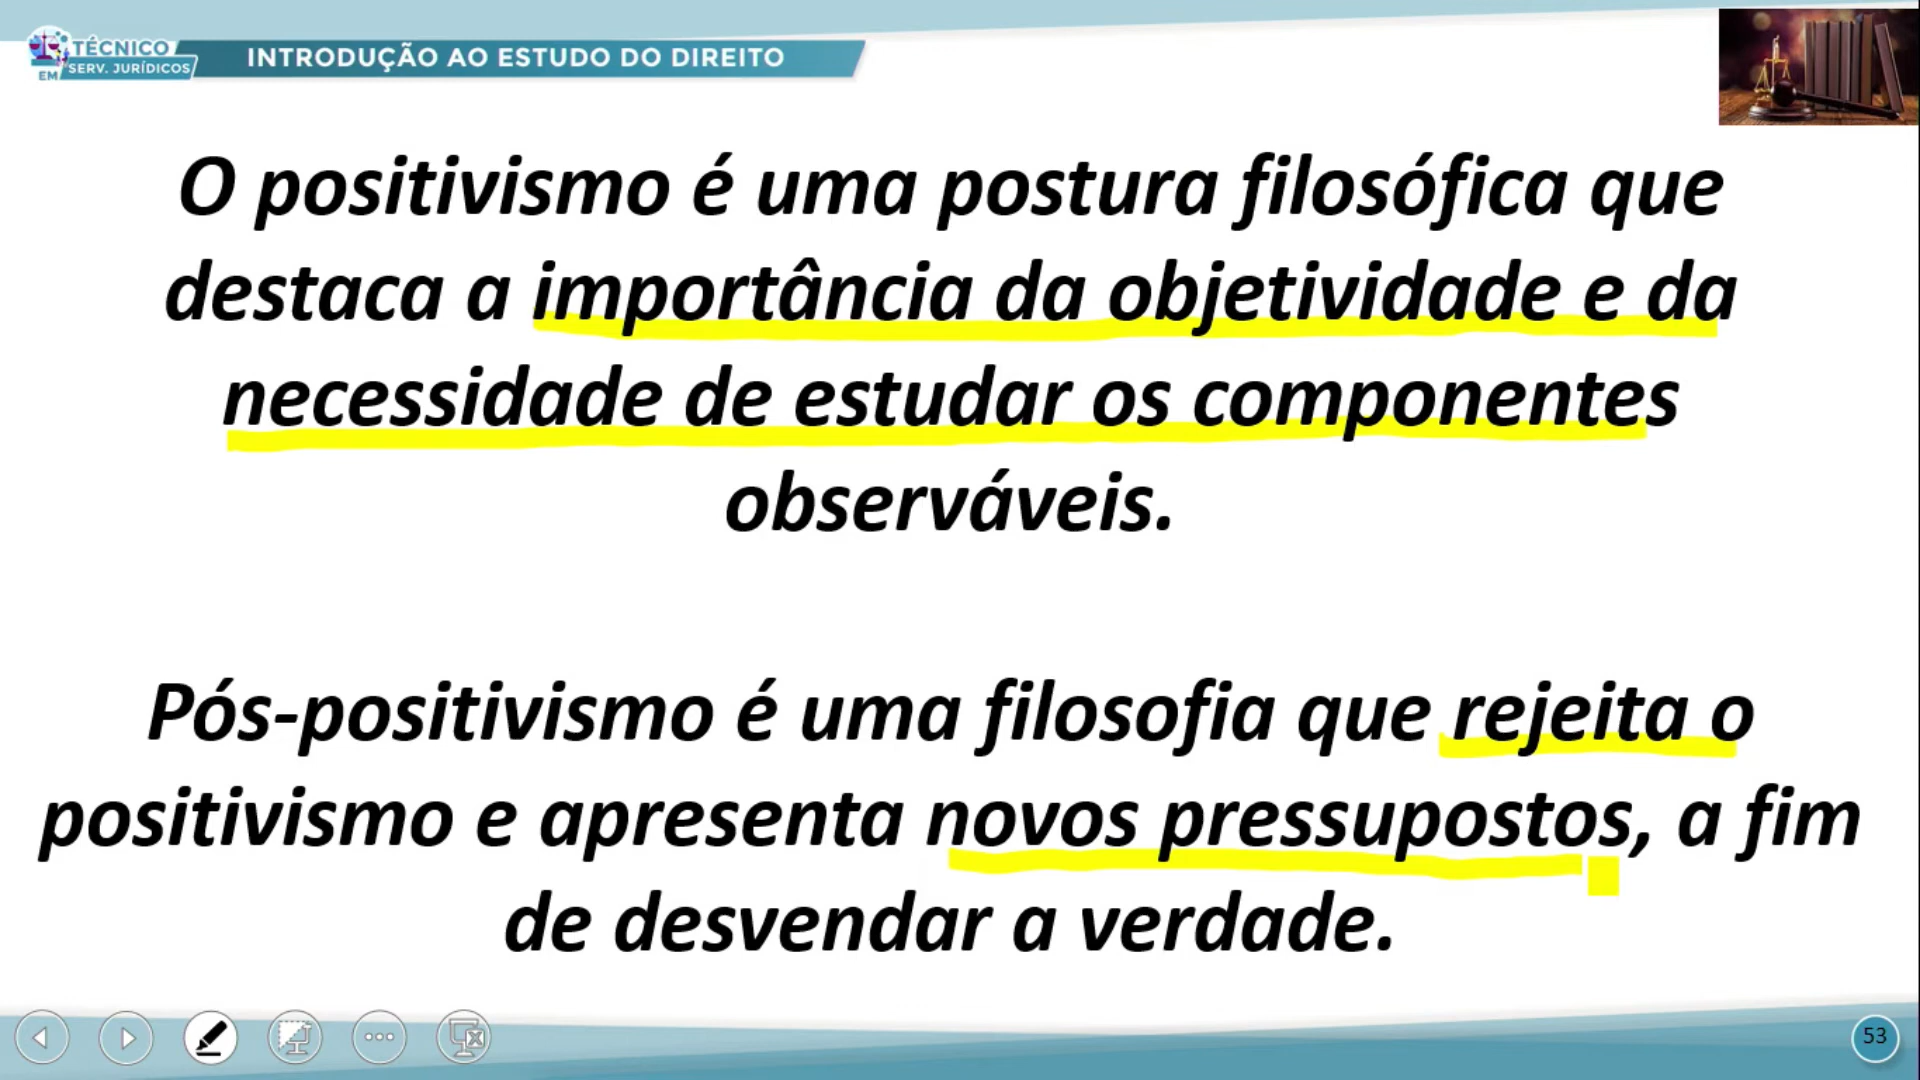 TÉCNICO
EM SERV. JURÍDICOS
INTRODUÇÃO AO ESTUDO DO DIREITO
O positivismo é uma postura filosófica que
destaca a importância da objetividade e da
necessidade de estudar os componentes
observáveis.
Pós-positivismo é uma filosofia que rejeita o
positivismo e apresenta novos pressupostos, a fim
de desvendar a verdade.
53